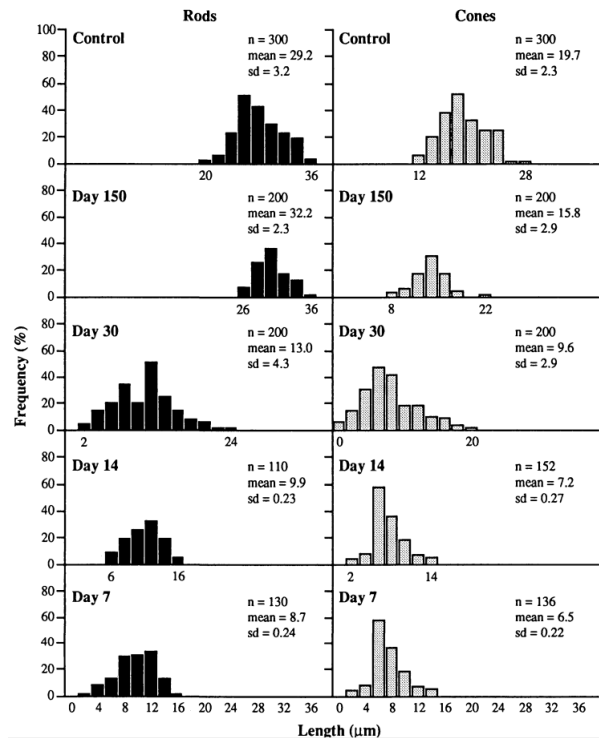 Rods
Cones
Control
n = 300
mean = 29.2
sd = 3.2
100
80
60
40
20
0
20
36
Control
n = 300
mean = 19.7
sd = 2.3
12
28
Day 150
n = 200
mean = 32.2
sd = 2.3
80
60
40
20
0
26
36
Day 150
n = 200
mean = 15.8
sd = 2.9
8
22
Frequency (%)
Day 30
n = 200
mean = 13.0
sd = 4.3
80
60
40
20
0
2
24
Day 30
n = 200
mean = 9.6
sd = 2.9
0
20
Day 14
n = 110
mean = 9.9
sd = 0.23
80
60
40
20
0
6
16
Day 14
n = 152
mean = 7.2
sd = 0.27
2
14
Day 7
n = 130
mean = 8.7
sd = 0.24
80
60
40
20
0
Day 7
n = 136
mean = 6.5
sd = 0.22
0 4 8 12 16 20 24 28 32 36
0 4 8 12 16 20 24 28 32 36
Length (μm)